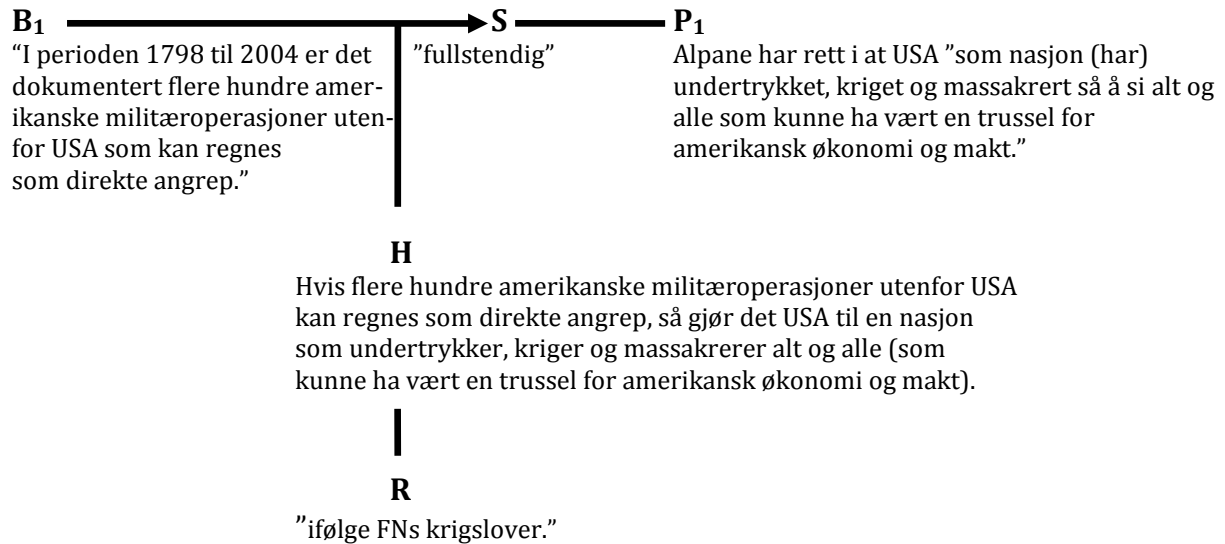 B₁ S P₁
”I perioden 1798 til 2004 er det
dokumentert flere hundre amer-
ikanske militæroperasjoner uten-
for USA som kan regnes
som direkte angrep.”
”fullstendig”
Alpane har rett i at USA ”som nasjon (har)
undertrykket, kriget og massakrert så å si alt og
alle som kunne ha vært en trussel for
amerikansk økonomi og makt.”
H
Hvis flere hundre amerikanske militæroperasjoner utenfor USA
kan regnes som direkte angrep, så gjør det USA til en nasjon
som undertrykker, kriger og massakrerer alt og alle (som
kunne ha vært en trussel for amerikansk økonomi og makt).
R
”ifølge FNs krigslover.”